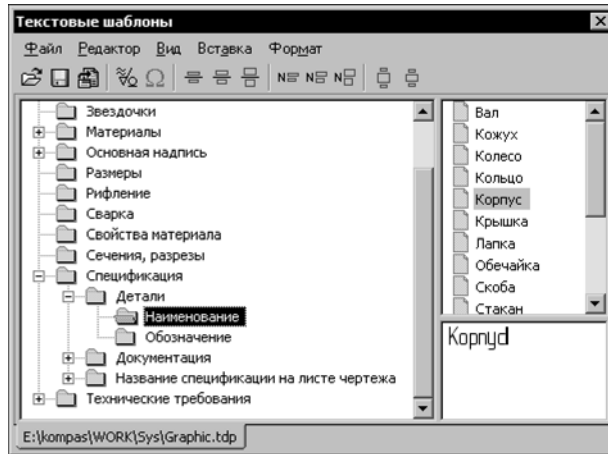 Текстовые шаблоны
Файл Редактор Вид Вставка Формат
Звездочки
Материалы
Основная надпись
Размеры
Рифление
Сварка
Свойства материала
Сечения, разрезы
Спецификация
Детали
Наименование
Обозначение
Документация
Название спецификации на листе чертежа
Технические требования
Вал
Кожух
Колесо
Кольцо
Корпус
Крышка
Лапка
Обечайка
Скоба
Стакан
Корпус
E:\kompas\WORK\Sys\Graphic.tdp